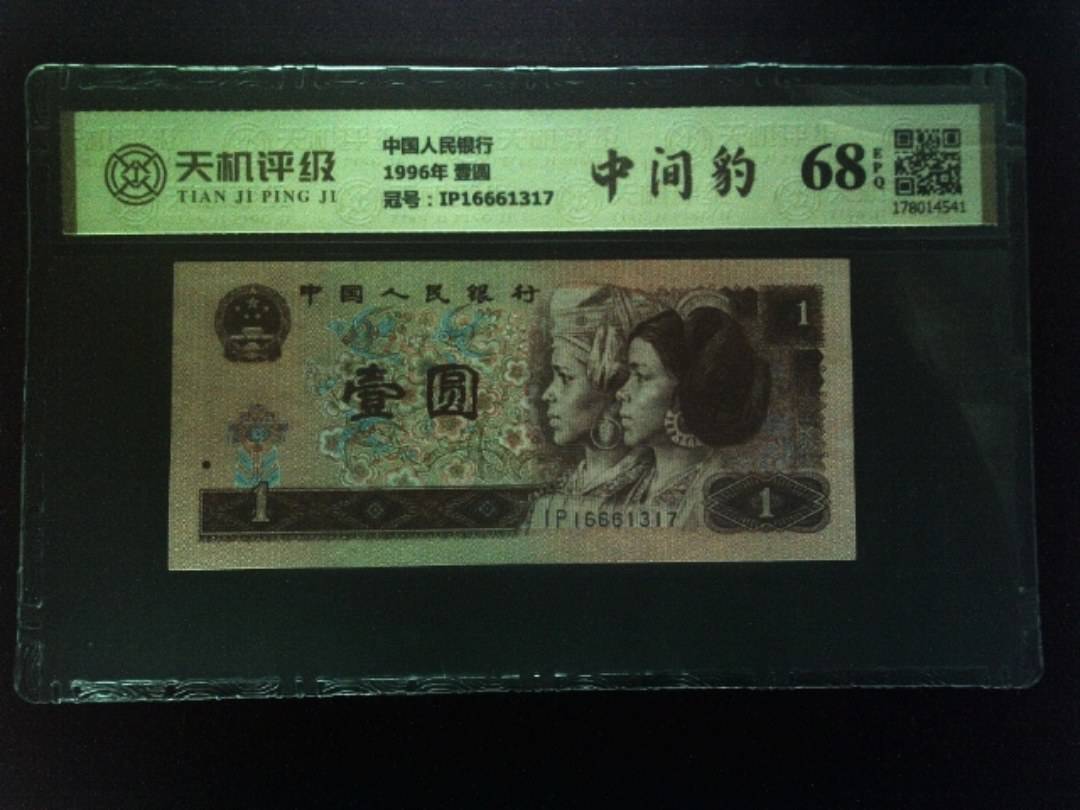 天机评级
TIAN JI PING JI
中国人民银行
1996年 壹圆
冠号：IP16661317
中间豹
68
EPQ
178014541
中国人民银行
壹圆
1
1
IP16661317
1